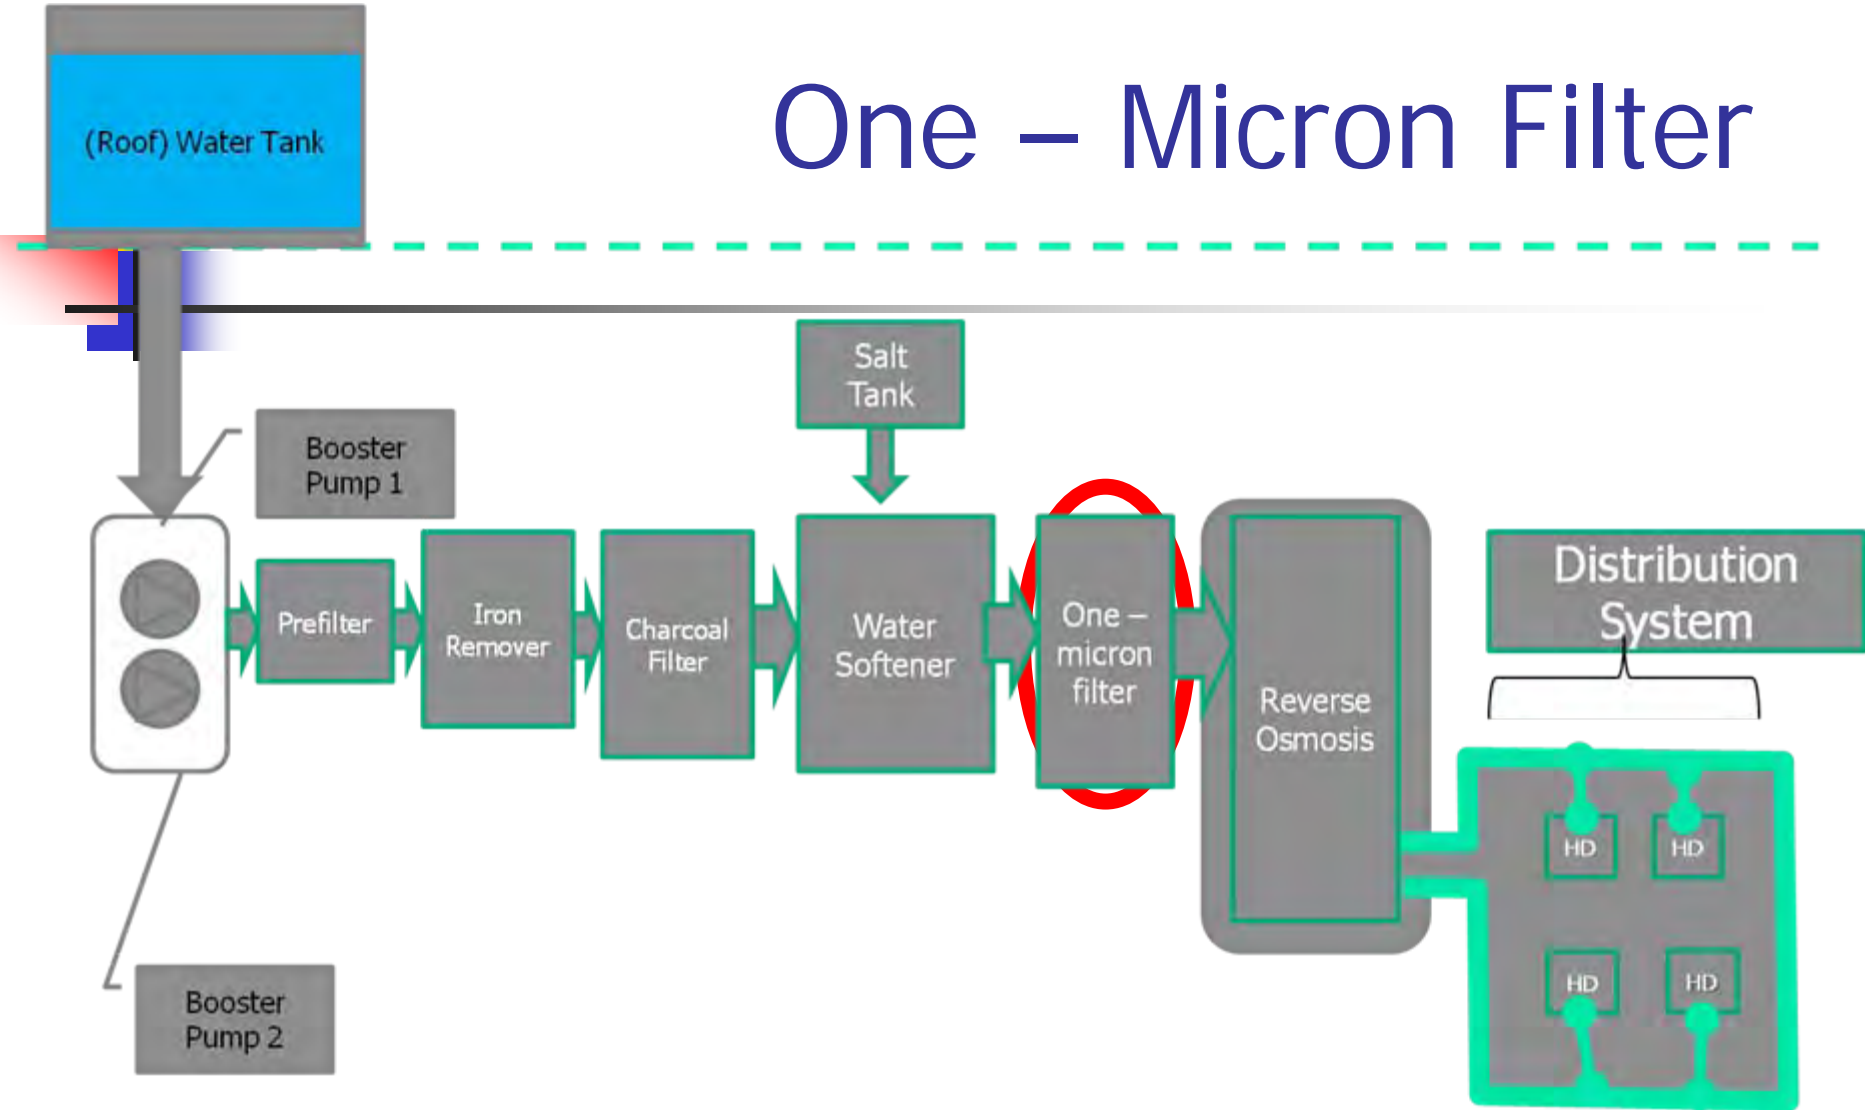 One – Micron Filter
(Roof) Water Tank
Salt
Tank
Booster
Pump 1
Prefilter
Iron
Remover
Charcoal
Filter
Water
Softener
One –
micron
filter
Reverse
Osmosis
Distribution
System
HD
HD
HD
HD
Booster
Pump 2